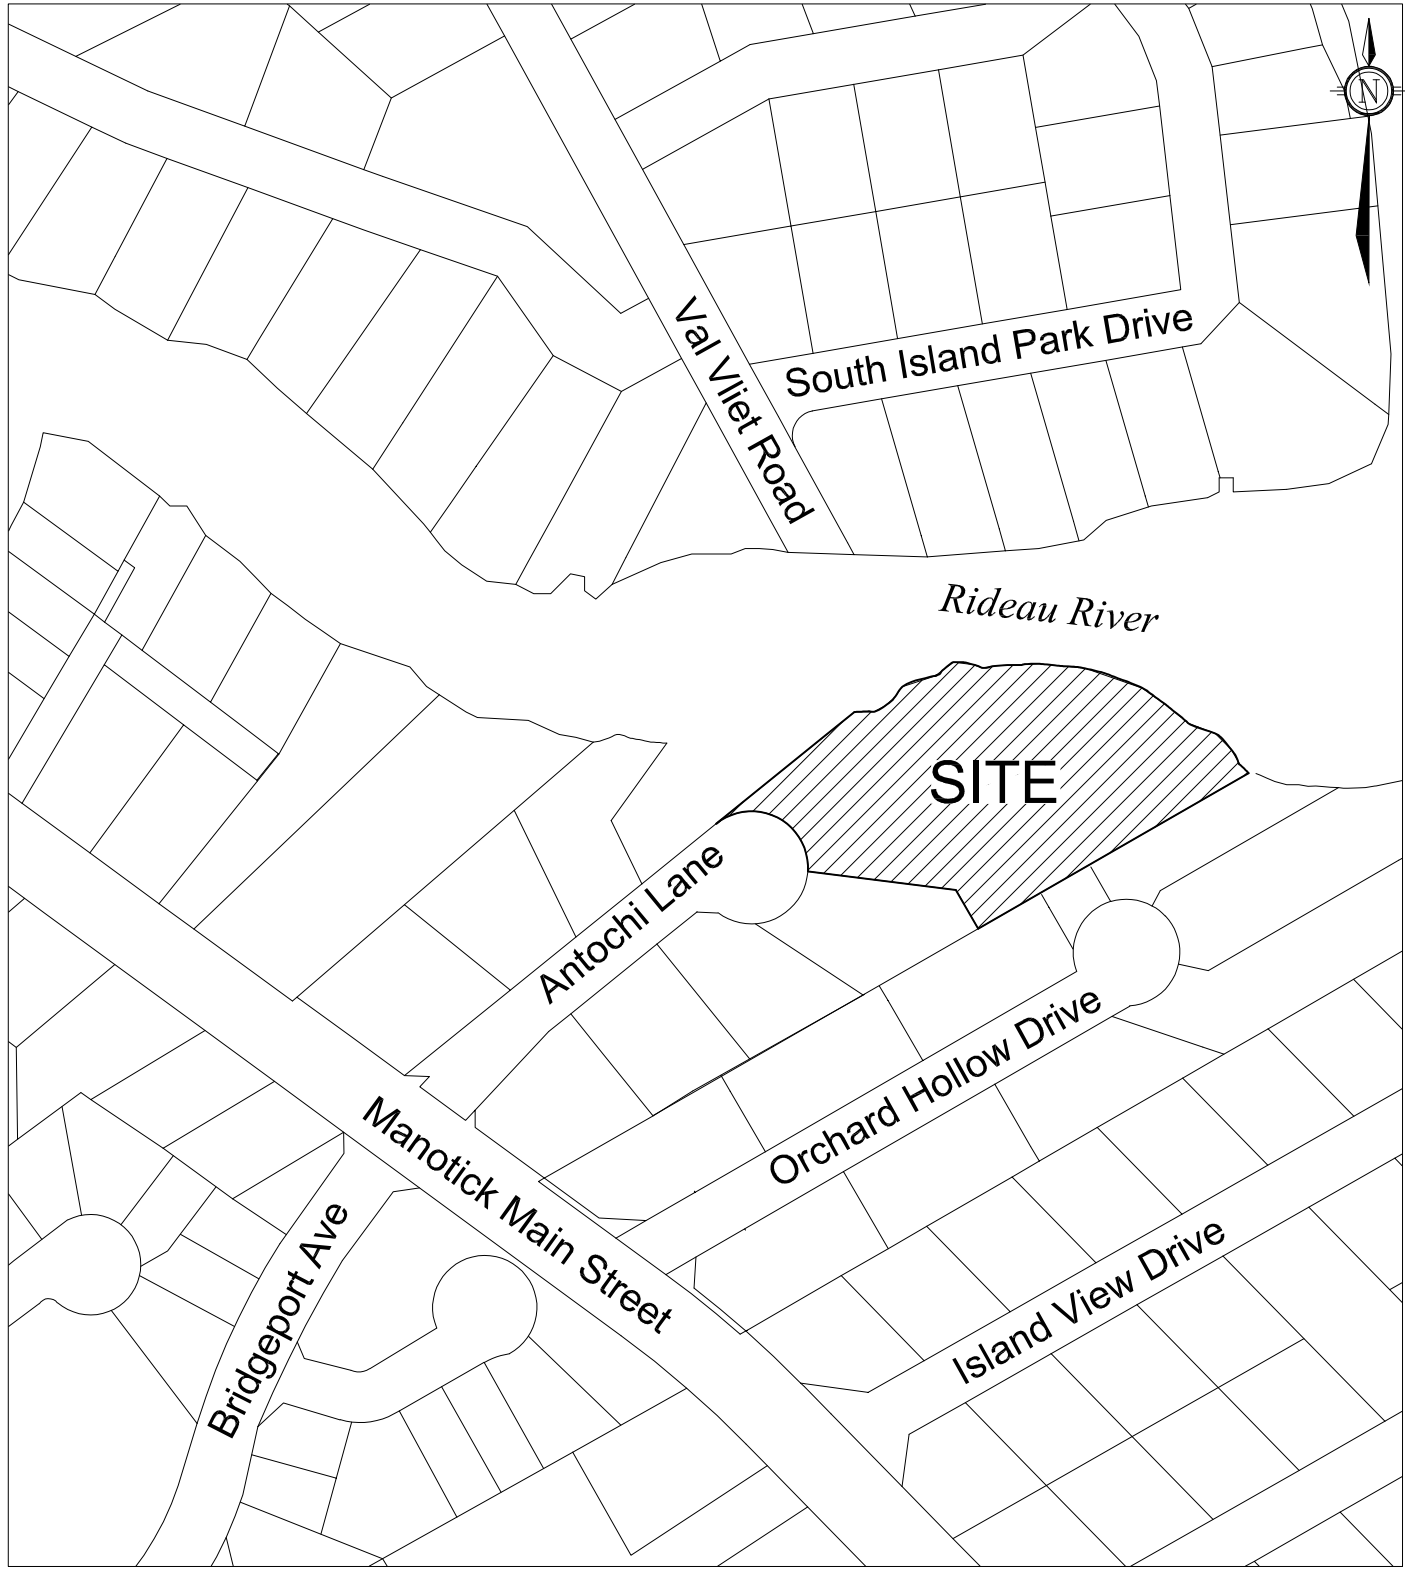 N
Val Vliet Road
South Island Park Drive
Rideau River
SITE
Antochi Lane
Orchard Hollow Drive
Manotick Main Street
Bridgeport Ave
Island View Drive